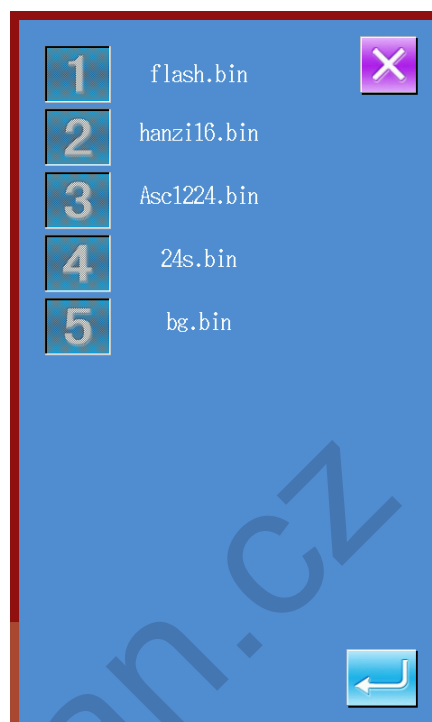 1 flash.bin
2 hanzi16.bin
3 Asc1224.bin
4 24s.bin
5 bg.bin
an.cz